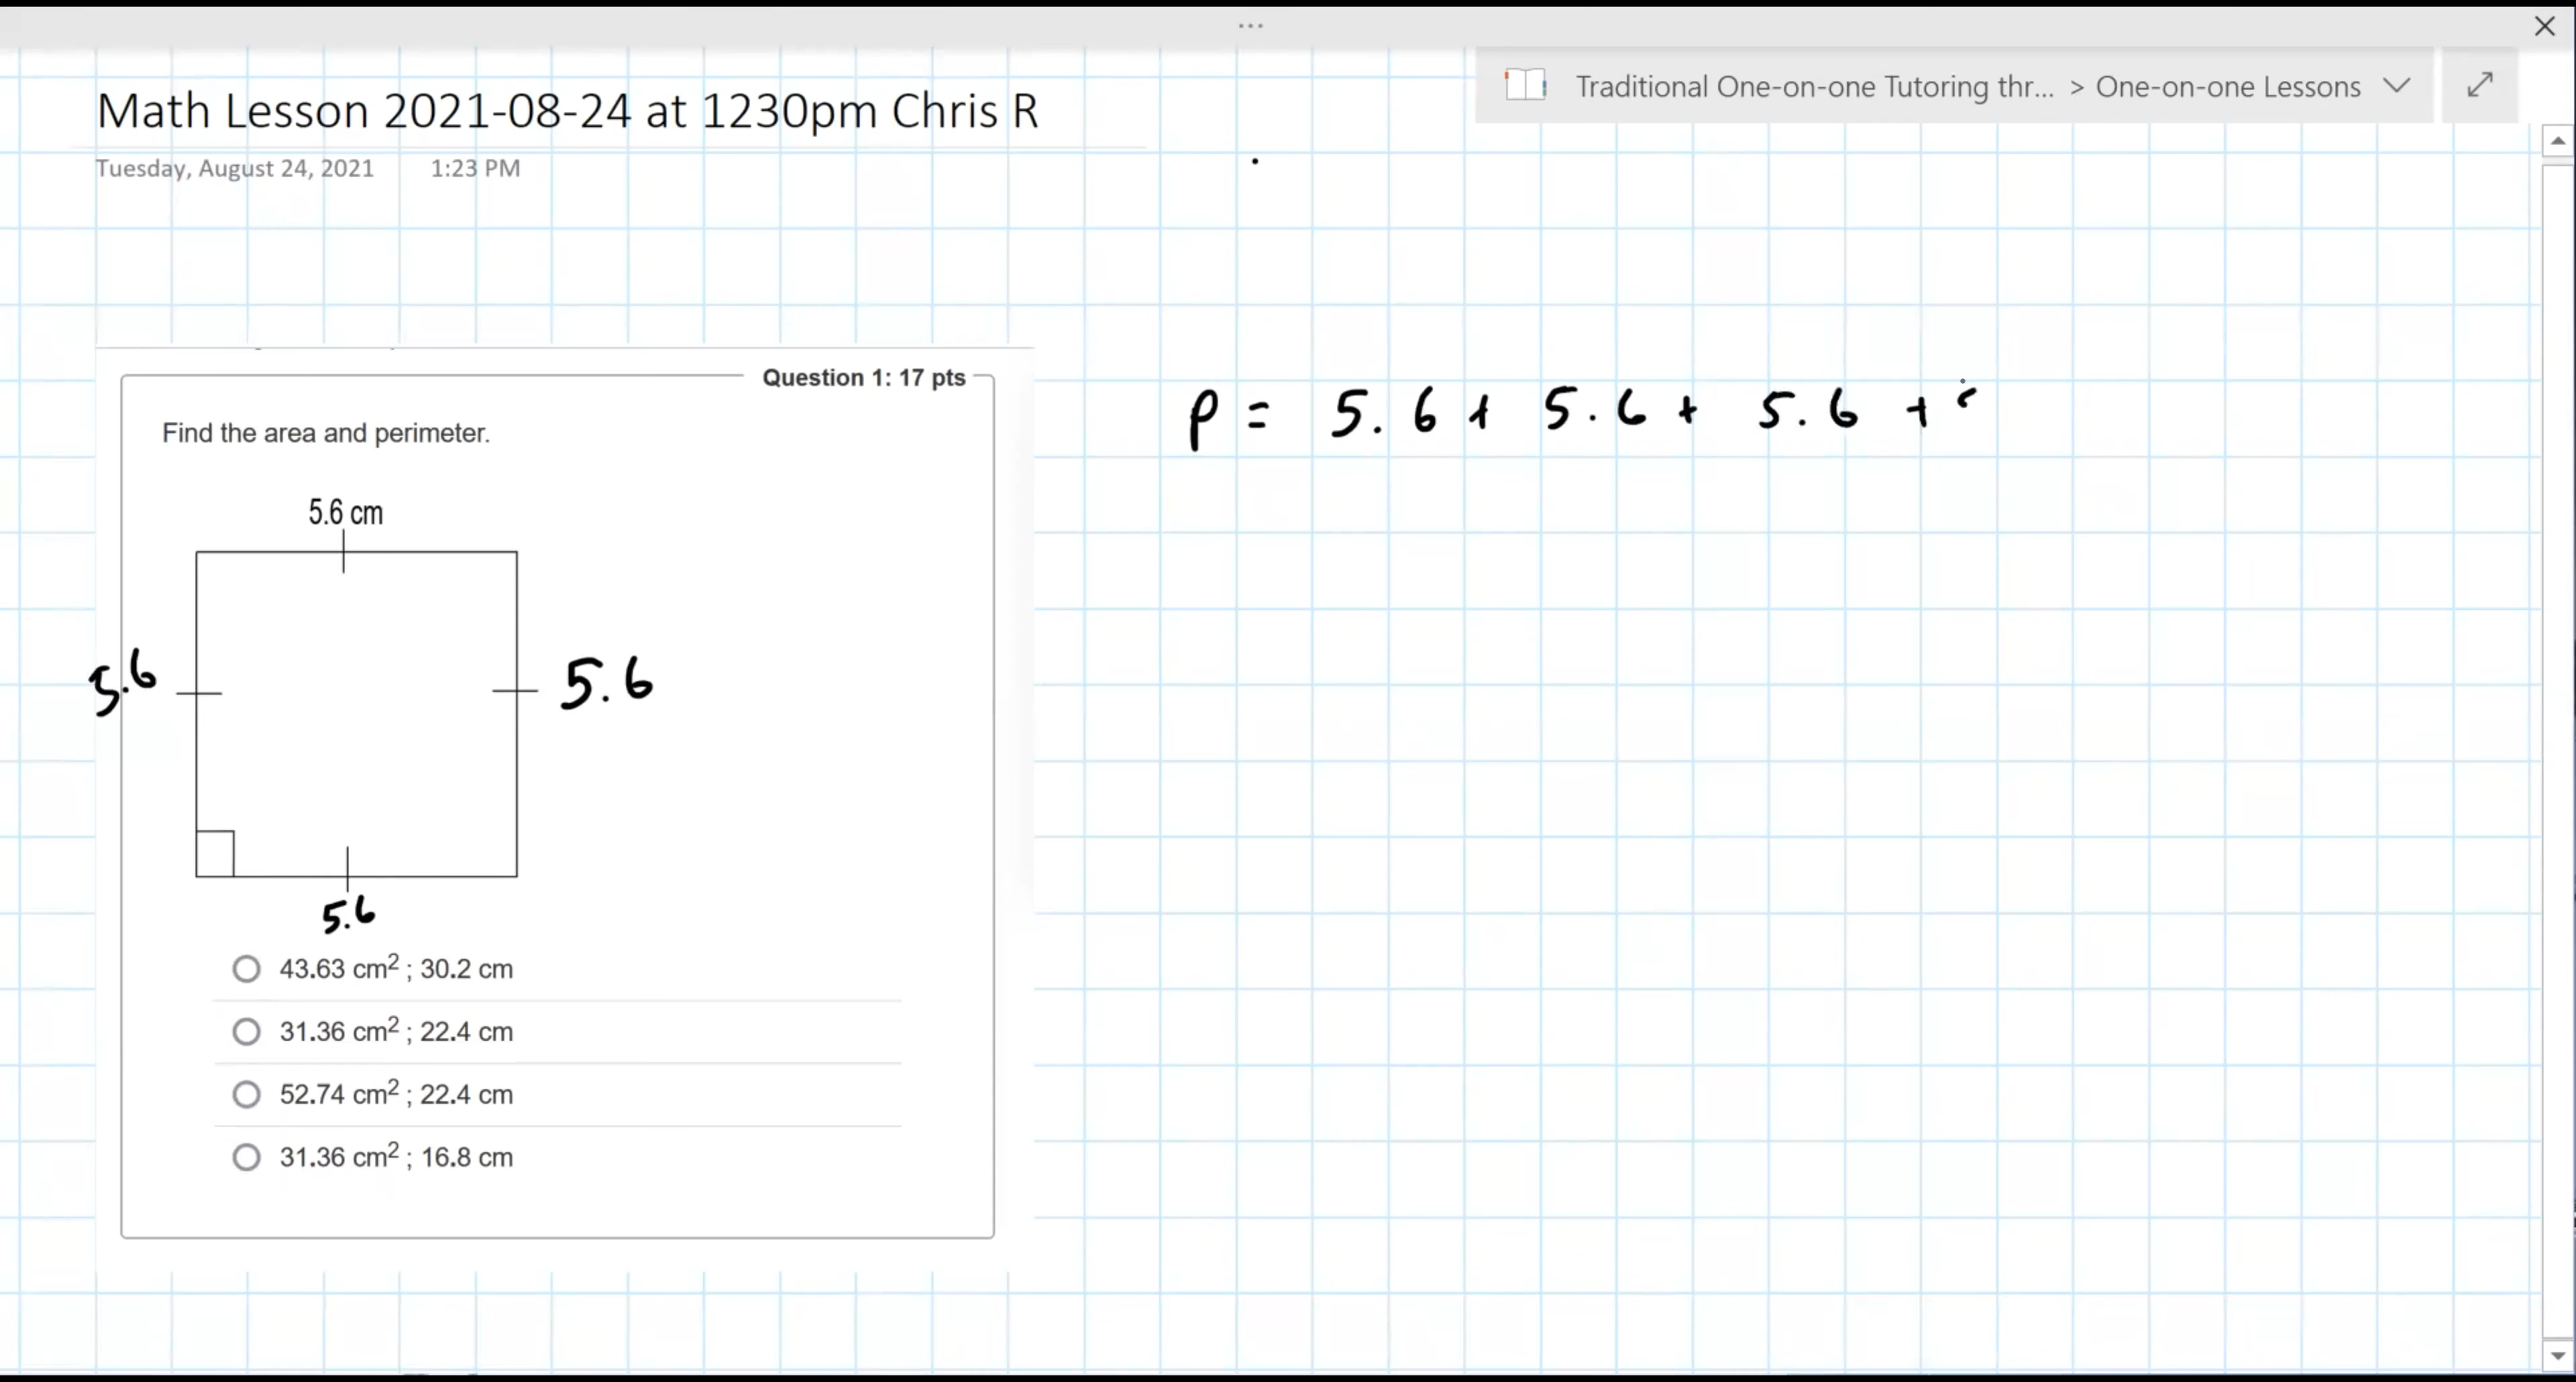 Traditional One-on-one Tutoring thr... > One-on-one Lessons
Math Lesson 2021-08-24 at 1230pm Chris R
Tuesday, August 24, 2021 1:23 PM
Question 1: 17 pts
Find the area and perimeter.
5.6 cm
5.6
5.6
5.6
43.63 cm² ; 30.2 cm
31.36 cm² ; 22.4 cm
52.74 cm² ; 22.4 cm
31.36 cm² ; 16.8 cm
P = 5.6 + 5.6 + 5.6 +